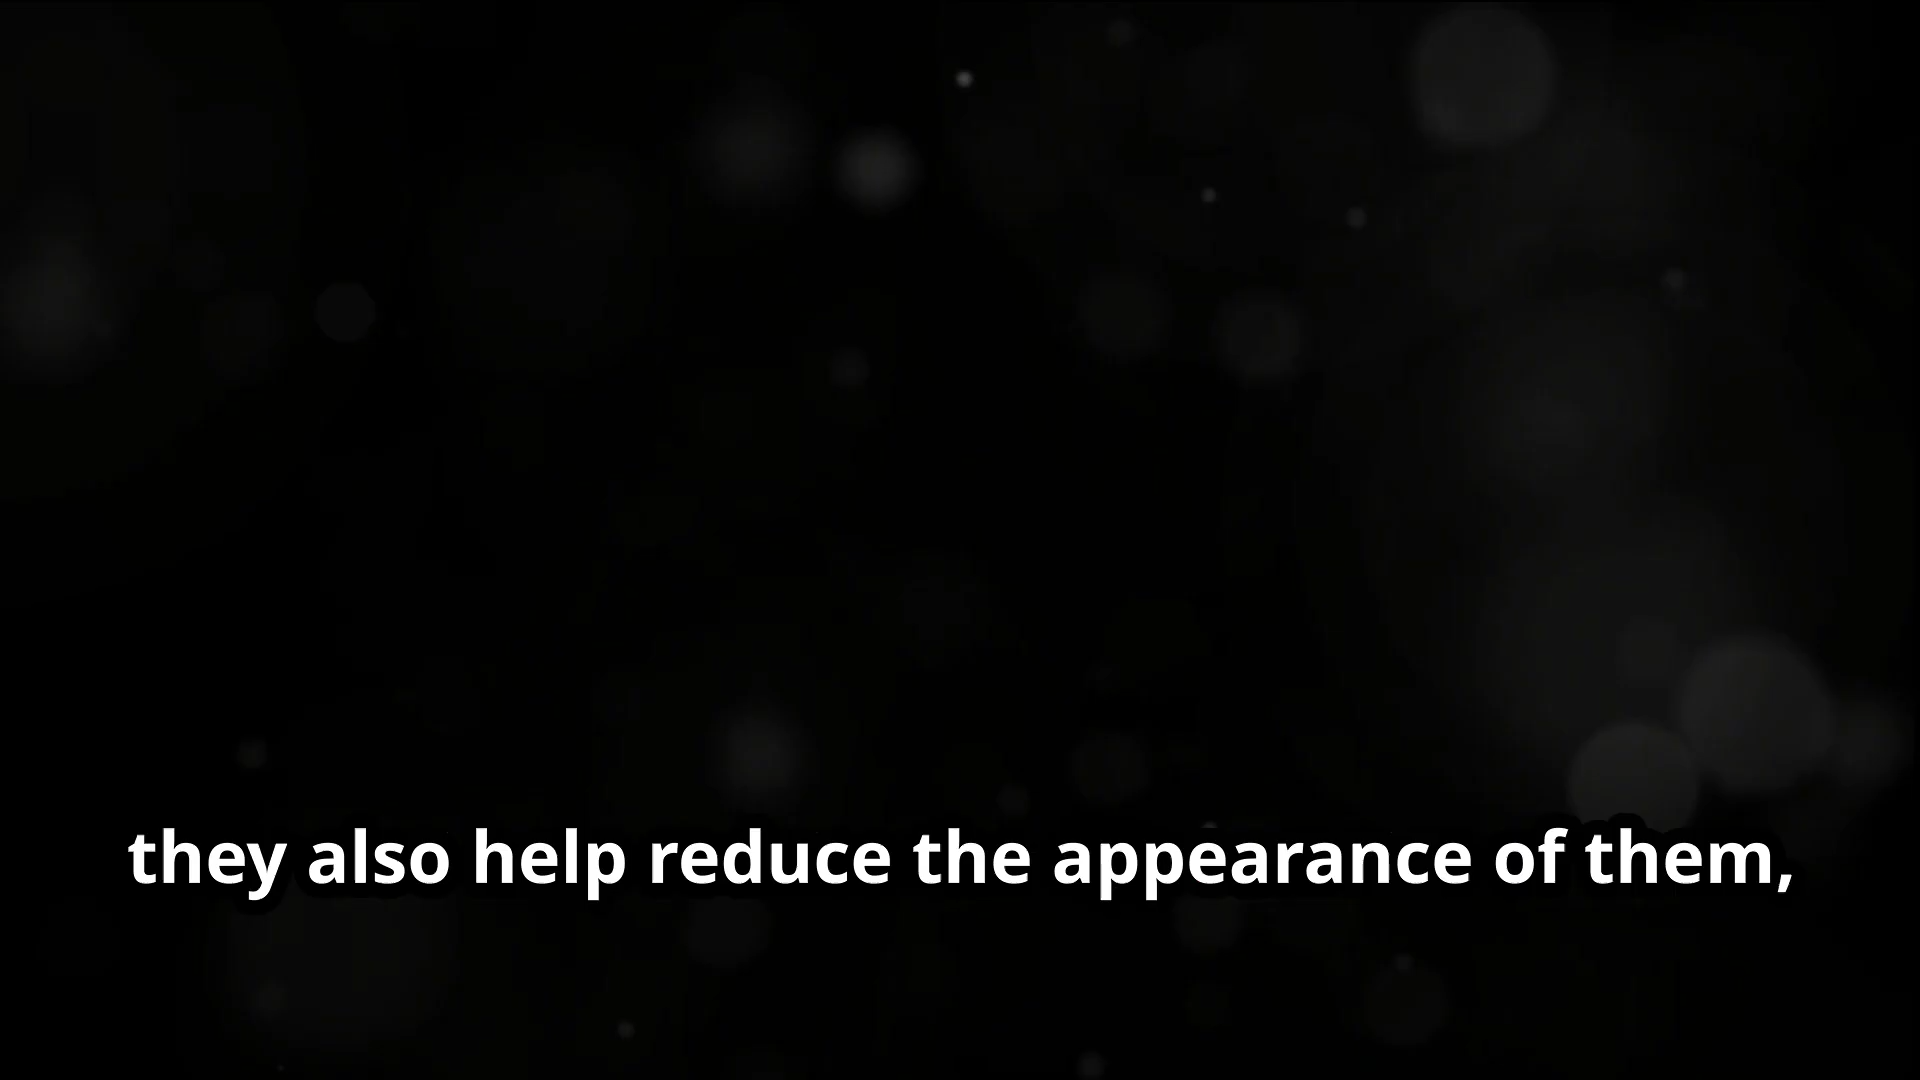 they also help reduce the appearance of them,